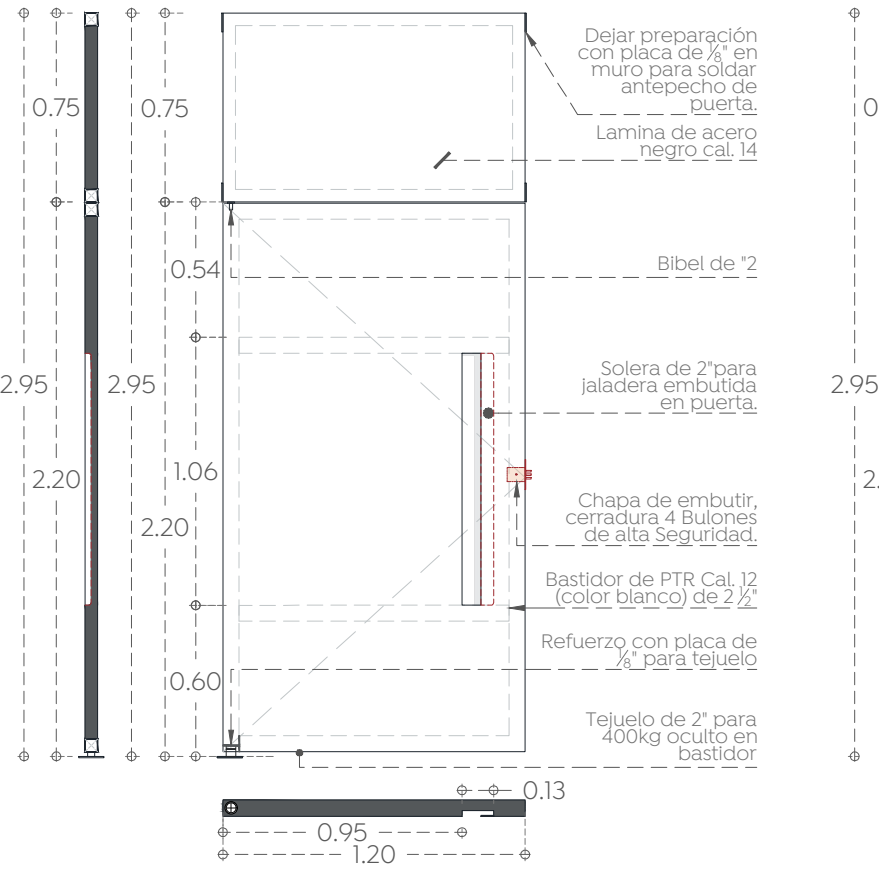 Dejar preparación
con placa de ⅛" en
muro para soldar
antepecho de
puerta.
0.75
0.75
0
Lamina de acero
negro cal. 14
0.54
Bibel de "2
Solera de 2"para
jaladera embutida
en puerta.
2.95
2.95
2.95
2.20
1.06
2.
2.20
Chapa de embutir,
cerradura 4 Bulones
de alta Seguridad.
Bastidor de PTR Cal. 12
(color blanco) de 2 ½"
Refuerzo con placa de
⅛" para tejuelo
0.60
Tejuelo de 2" para
400kg oculto en
bastidor
0.13
0.95
1.20